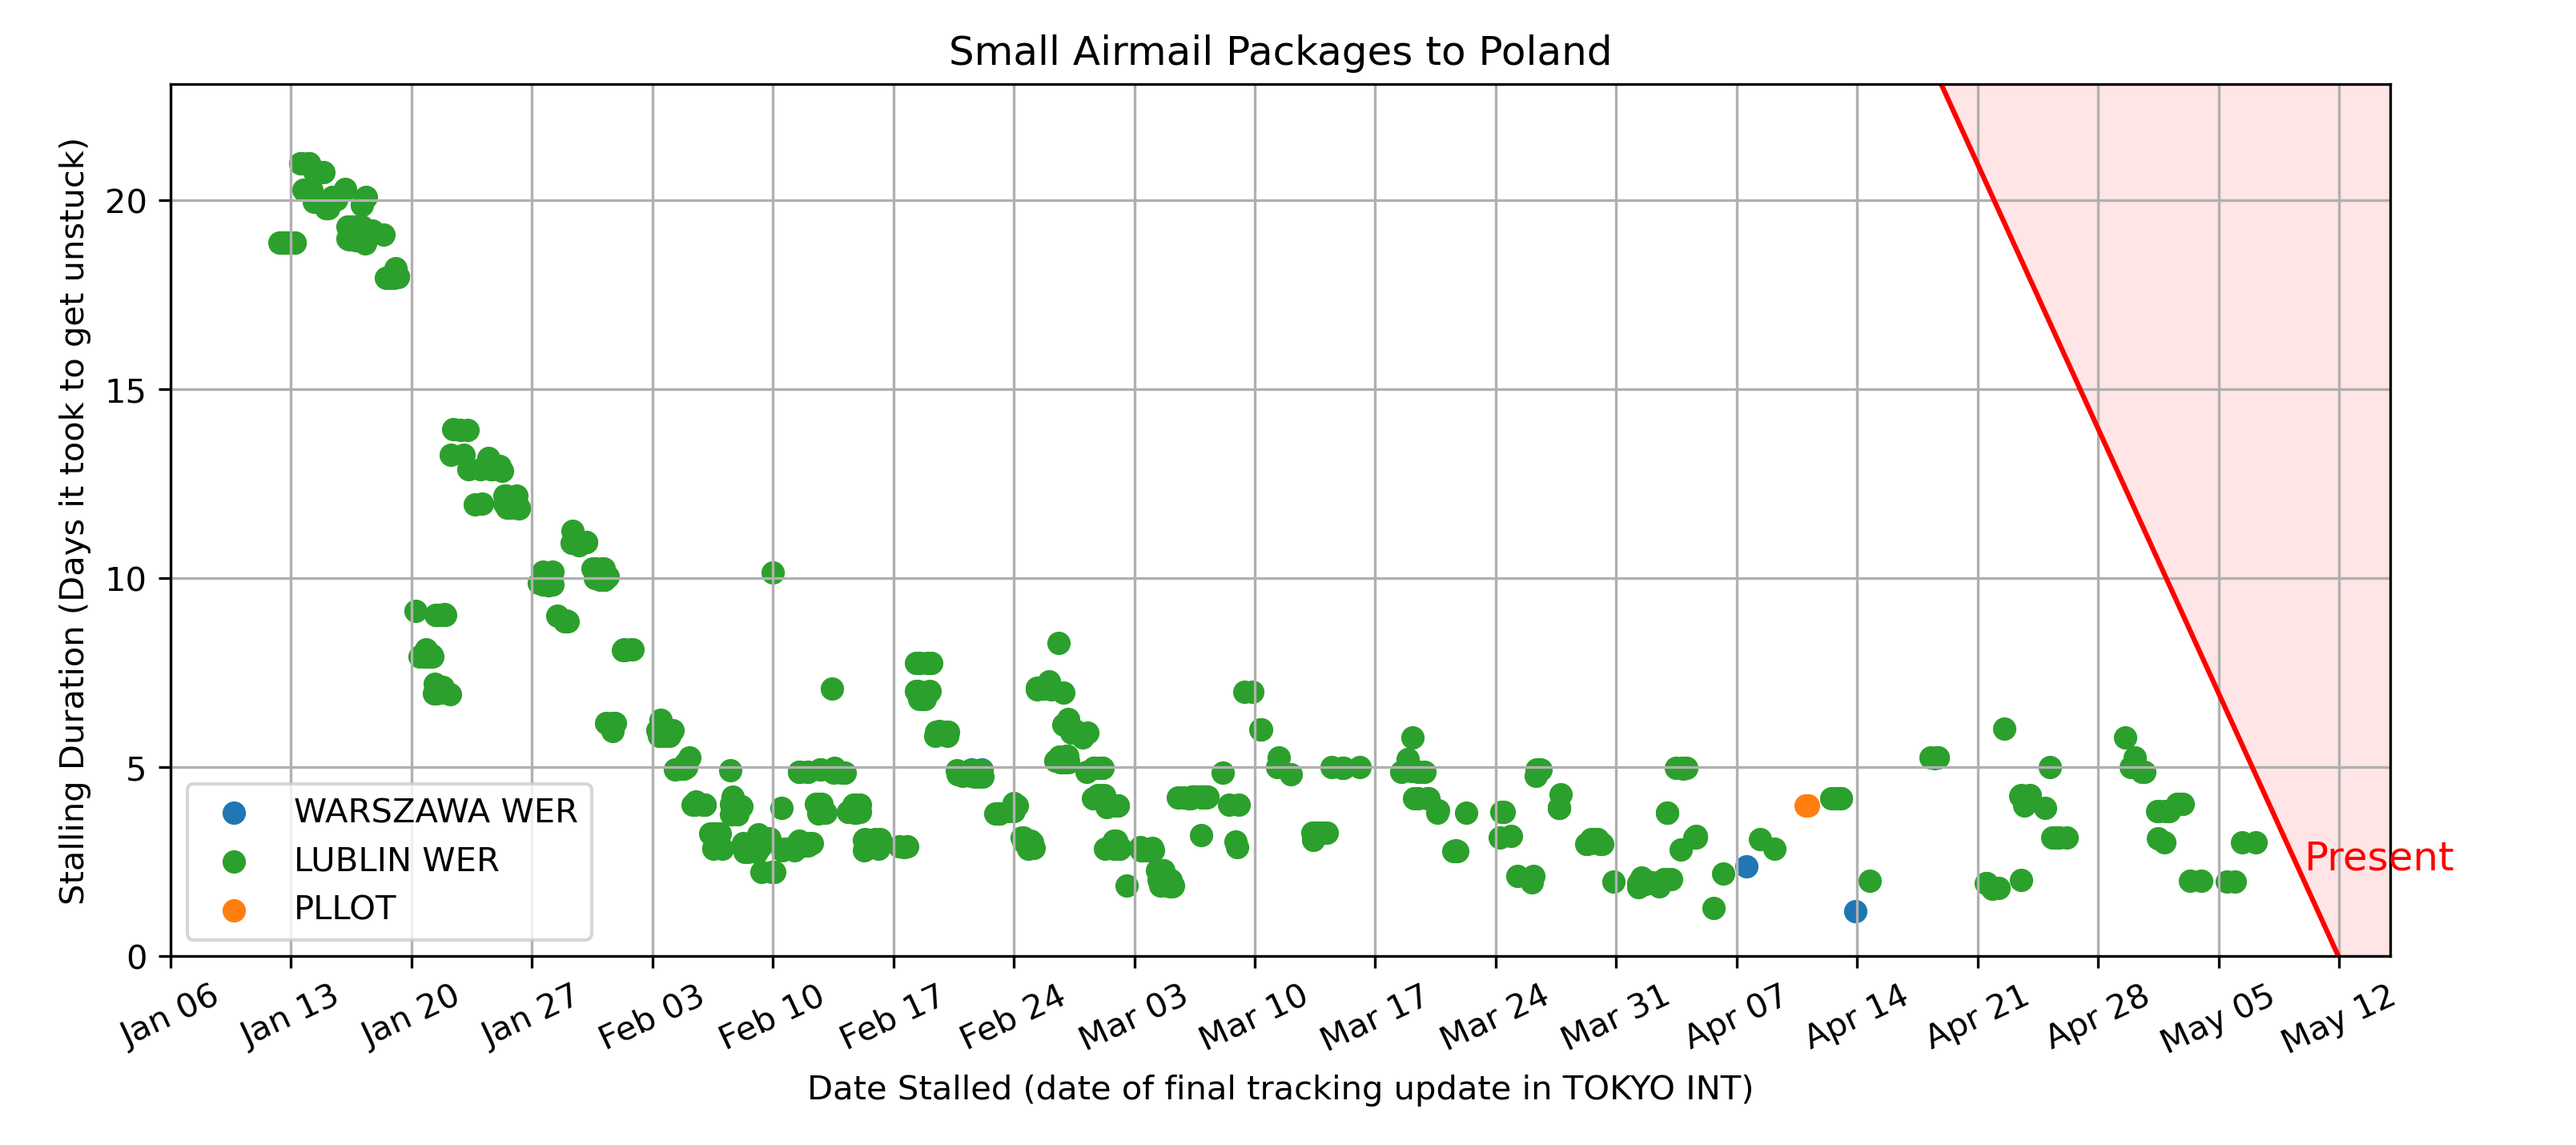 Small Airmail Packages to Poland
Stalling Duration (Days it took to get unstuck)
20
15
10
5
0
WARSZAWA WER
LUBLIN WER
PLLOT
Present
Jan 06
Jan 13
Jan 20
Jan 27
Feb 03
Feb 10
Feb 17
Feb 24
Mar 03
Mar 10
Mar 17
Mar 24
Mar 31
Apr 07
Apr 14
Apr 21
Apr 28
May 05
May 12
Date Stalled (date of final tracking update in TOKYO INT)